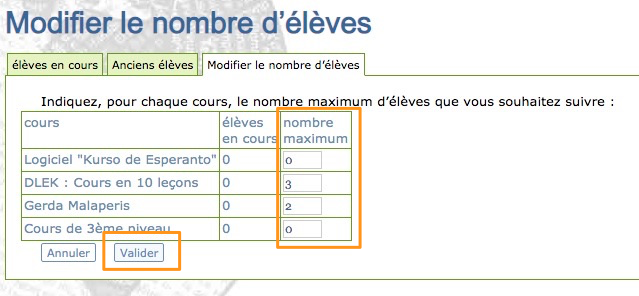 Modifier le nombre d'élèves
élèves en cours Anciens élèves Modifier le nombre d'élèves
Indiquez, pour chaque cours, le nombre maximum d'élèves que vous souhaitez suivre :
cours élèves en cours nombre maximum
Logiciel "Kurso de Esperanto" 0 0
DLEK : Cours en 10 leçons 0 3
Gerda Malaperis 0 2
Cours de 3ème niveau 0 0
Annuler Valider